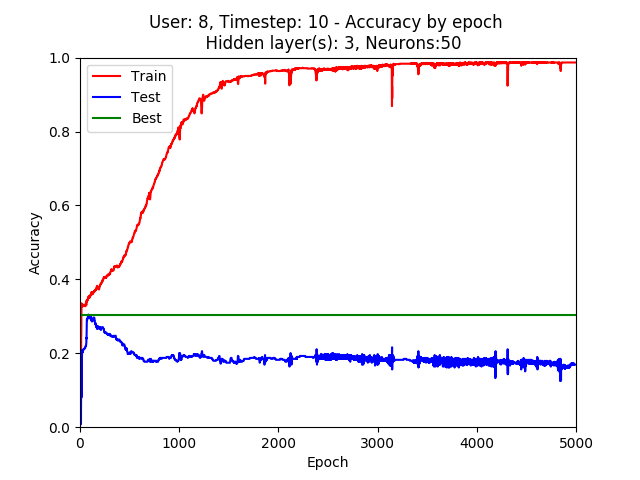 User: 8, Timestep: 10 - Accuracy by epoch
Hidden layer(s): 3, Neurons:50
1.0
Train
Test
Best
0.8
0.6
Accuracy
0.4
0.2
0.0
0 1000 2000 3000 4000 5000
Epoch